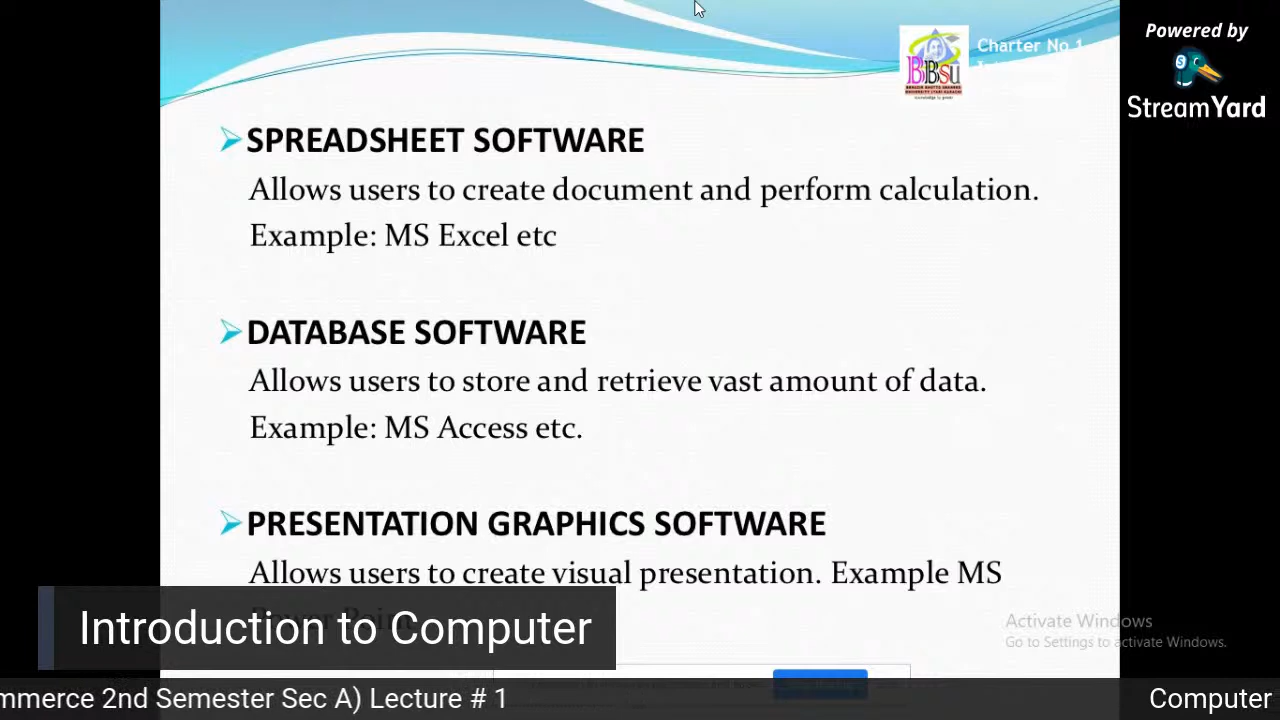 Charter No 1
Powered by
StreamYard
BBSU
SPREADSHEET SOFTWARE
Allows users to create document and perform calculation.
Example: MS Excel etc
DATABASE SOFTWARE
Allows users to store and retrieve vast amount of data.
Example: MS Access etc.
PRESENTATION GRAPHICS SOFTWARE
Allows users to create visual presentation. Example MS
Power Point
Introduction to Computer
Activate Windows
Go to Settings to activate Windows.
mmerce 2nd Semester Sec A) Lecture # 1
Computer